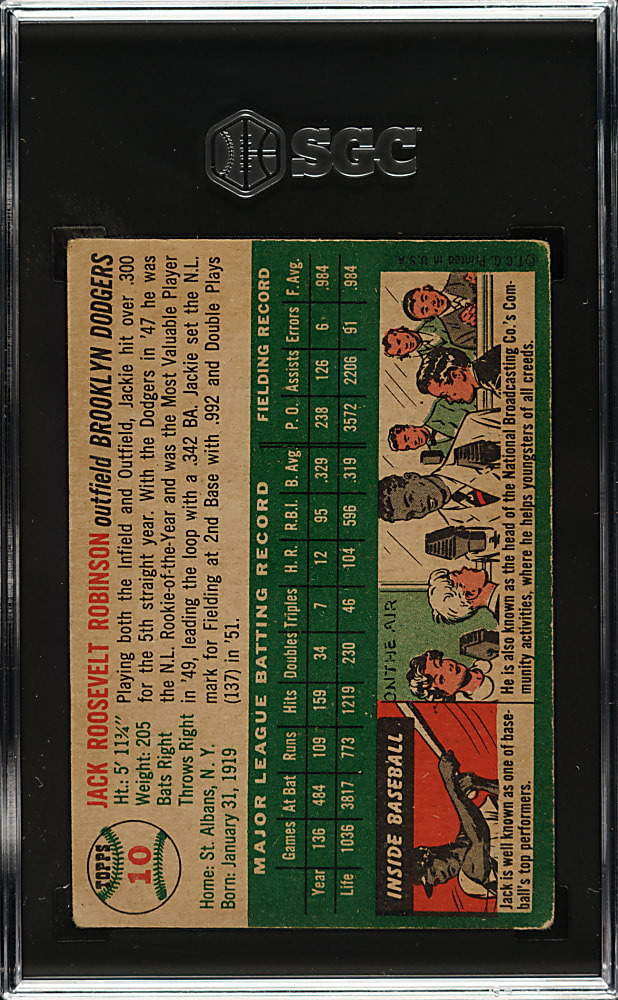 SGC
TOPPS
10
JACK ROOSEVELT ROBINSON outfield BROOKLYN DODGERS
Ht.: 5' 11¾"
Weight: 205
Bats Right
Throws Right
Home: St. Albans, N. Y.
Born: January 31, 1919
Playing both the Infield and Outfield, Jackie hit over .300
for the 5th straight year. With the Dodgers in '47 he was
the N.L. Rookie-of-the-Year and was the Most Valuable Player
in '49, leading the loop with a .342 BA. Jackie set the N.L.
mark for Fielding at 2nd Base with .992 and Double Plays
(137) in '51.
MAJOR LEAGUE BATTING RECORD FIELDING RECORD
Games At Bat Runs Hits Doubles Triples H.R. R.B.I. B. Avg. P.O. Assists Errors F. Avg.
Year 136 484 109 159 34 7 12 95 .329 238 126 6 .984
Life 1036 3817 773 1219 230 46 104 596 .319 3572 2206 91 .984
INSIDE BASEBALL
ON THE AIR
Jack is well known as one of base-
ball's top performers.
He is also known as the head of the National Broadcasting Co.'s Com-
munity activities, where he helps youngsters of all creeds.
©T.C.G. Printed in U.S.A.